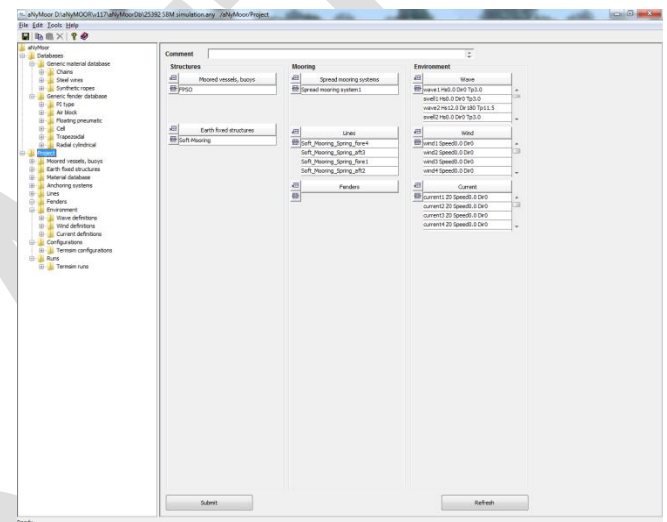 aNyMoor D:\aNyMOOR\v117\aNyMoorDb\25392 SBM simulation.any /aNyMoor/Project
File Edit Tools Help
aNyMoor
Databases
Generic material database
Chains
Steel wires
Synthetic ropes
Generic fender database
PI type
Air block
Floating pneumatic
Cell
Trapezoidal
Radial cylindrical
Project
Moored vessels, buoys
Earth fixed structures
Material database
Anchoring systems
Lines
Fenders
Environment
Wave definitions
Wind definitions
Current definitions
Configurations
Termsim configurations
Runs
Termsim runs
Comment
Structures
Moored vessels, buoys
FPSO
Earth fixed structures
Soft-Mooring
Mooring
Spread mooring systems
Spread mooring system1
Lines
Soft_Mooring_Spring_fore4
Soft_Mooring_Spring_aft3
Soft_Mooring_Spring_fore1
Soft_Mooring_Spring_aft2
Fenders
Environment
Wave
wave1 Hs0.0 Dir0 Tp3.0
swell1 Hs0.0 Dir0 Tp3.0
wave2 Hs12.0 Dir180 Tp11.5
swell2 Hs0.0 Dir0 Tp3.0
Wind
wind1 Speed0.0 Dir0
wind2 Speed0.0 Dir0
wind3 Speed0.0 Dir0
wind4 Speed0.0 Dir0
Current
current1 Z0 Speed0.0 Dir0
current2 Z0 Speed0.0 Dir0
current3 Z0 Speed0.0 Dir0
current4 Z0 Speed0.0 Dir0
Submit
Refresh